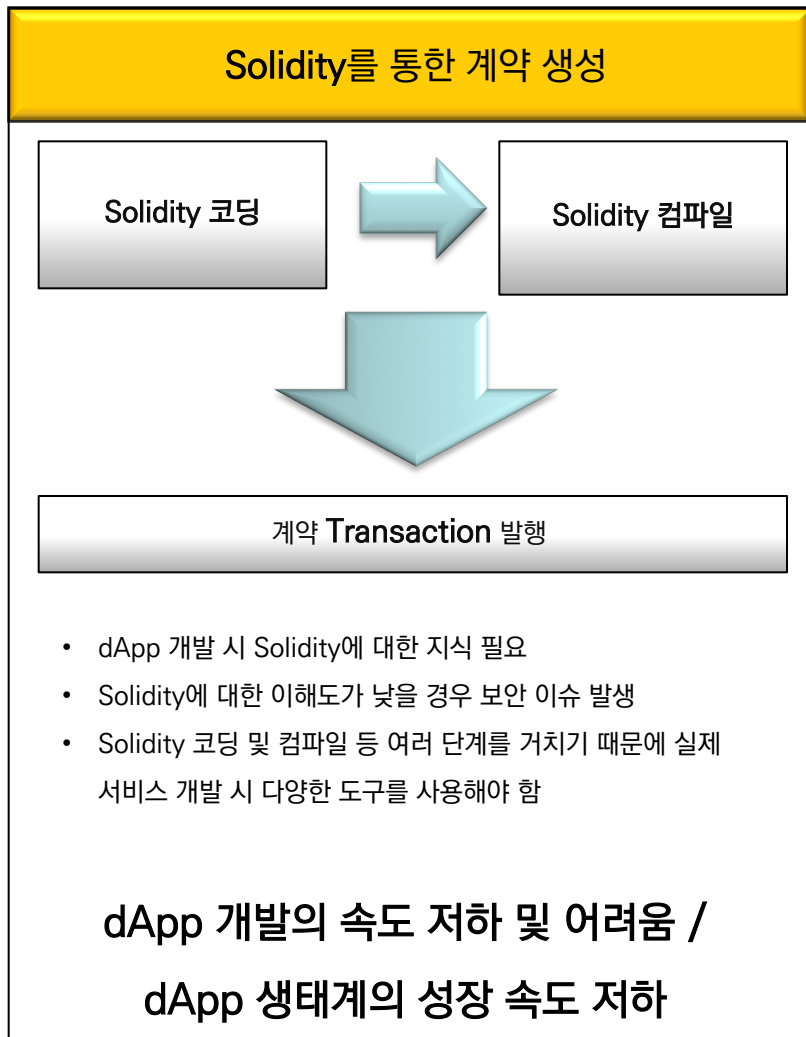 Solidity를 통한 계약 생성
Solidity 코딩
Solidity 컴파일
계약 Transaction 발행
• dApp 개발 시 Solidity에 대한 지식 필요
• Solidity에 대한 이해도가 낮을 경우 보안 이슈 발생
• Solidity 코딩 및 컴파일 등 여러 단계를 거치기 때문에 실제
서비스 개발 시 다양한 도구를 사용해야 함
dApp 개발의 속도 저하 및 어려움 /
dApp 생태계의 성장 속도 저하